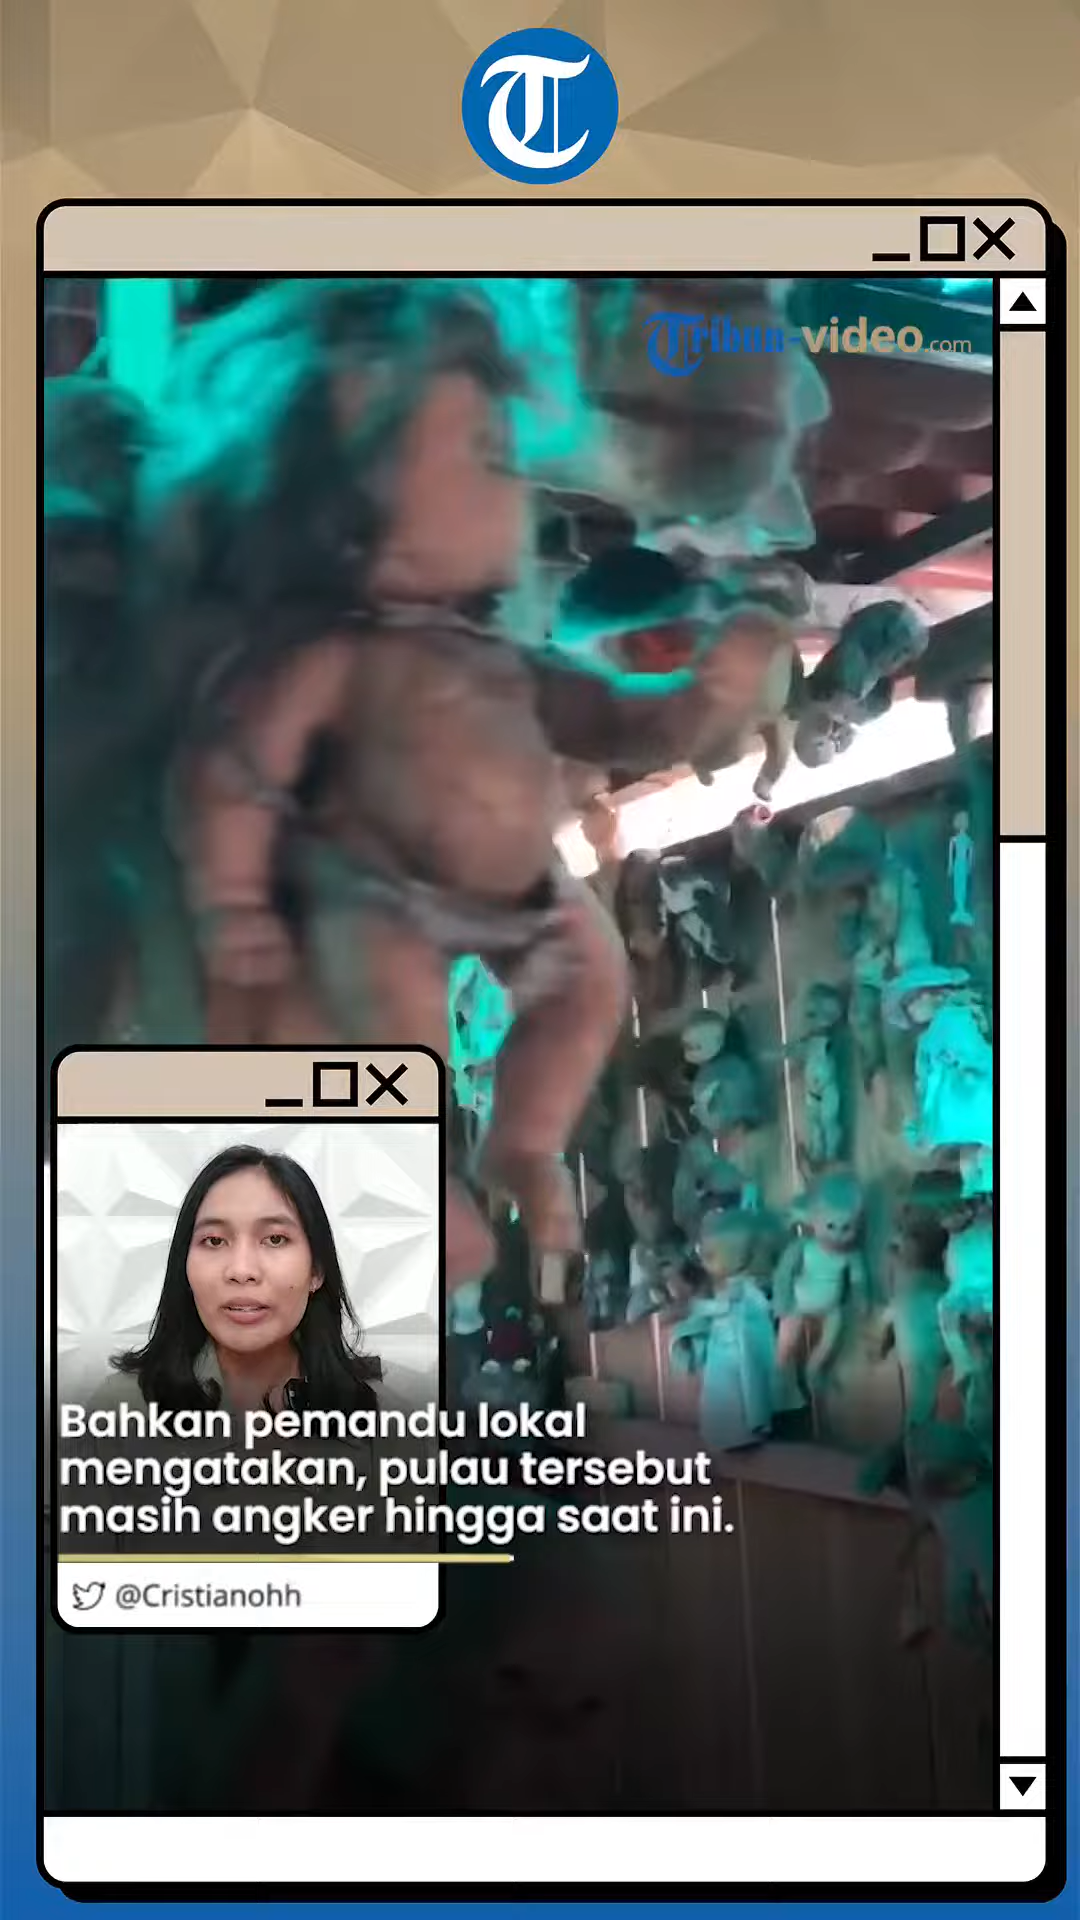 T
Tribun-video.com
Bahkan pemandu lokal
mengatakan, pulau tersebut
masih angker hingga saat ini.
@Cristianohh